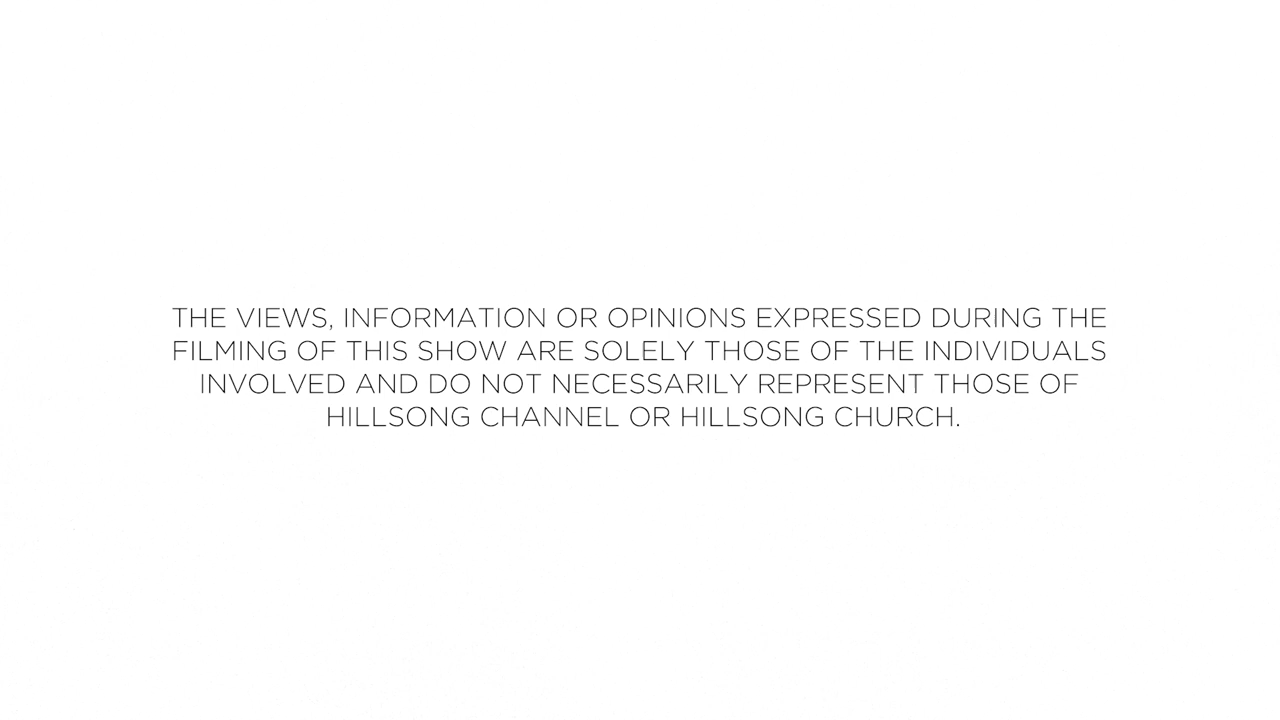 THE VIEWS, INFORMATION OR OPINIONS EXPRESSED DURING THE
FILMING OF THIS SHOW ARE SOLELY THOSE OF THE INDIVIDUALS
INVOLVED AND DO NOT NECESSARILY REPRESENT THOSE OF
HILLSONG CHANNEL OR HILLSONG CHURCH.